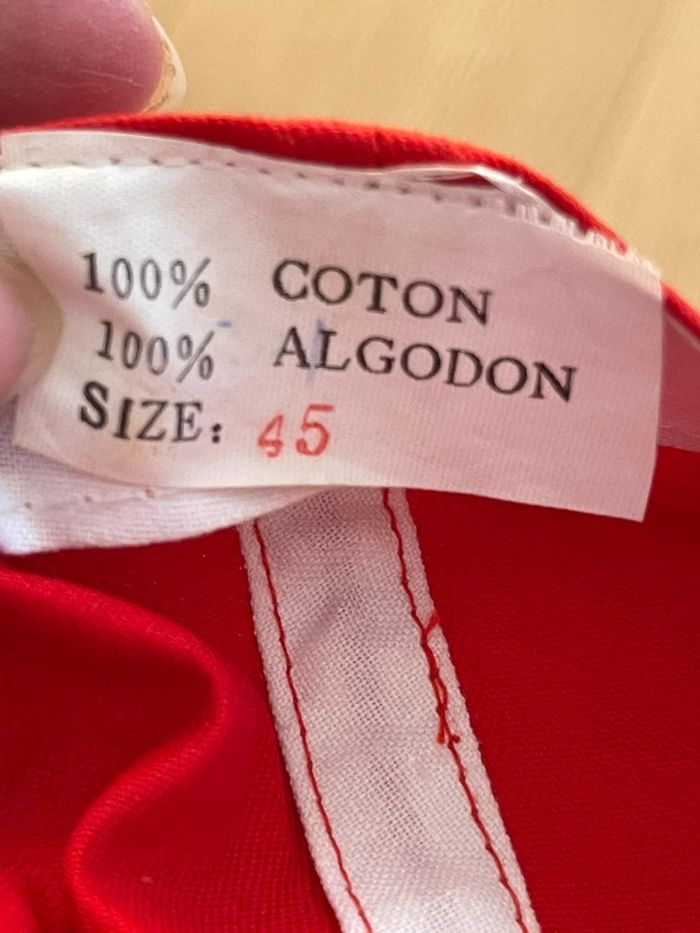 100% COTON
100% ALGODON
SIZE: 45